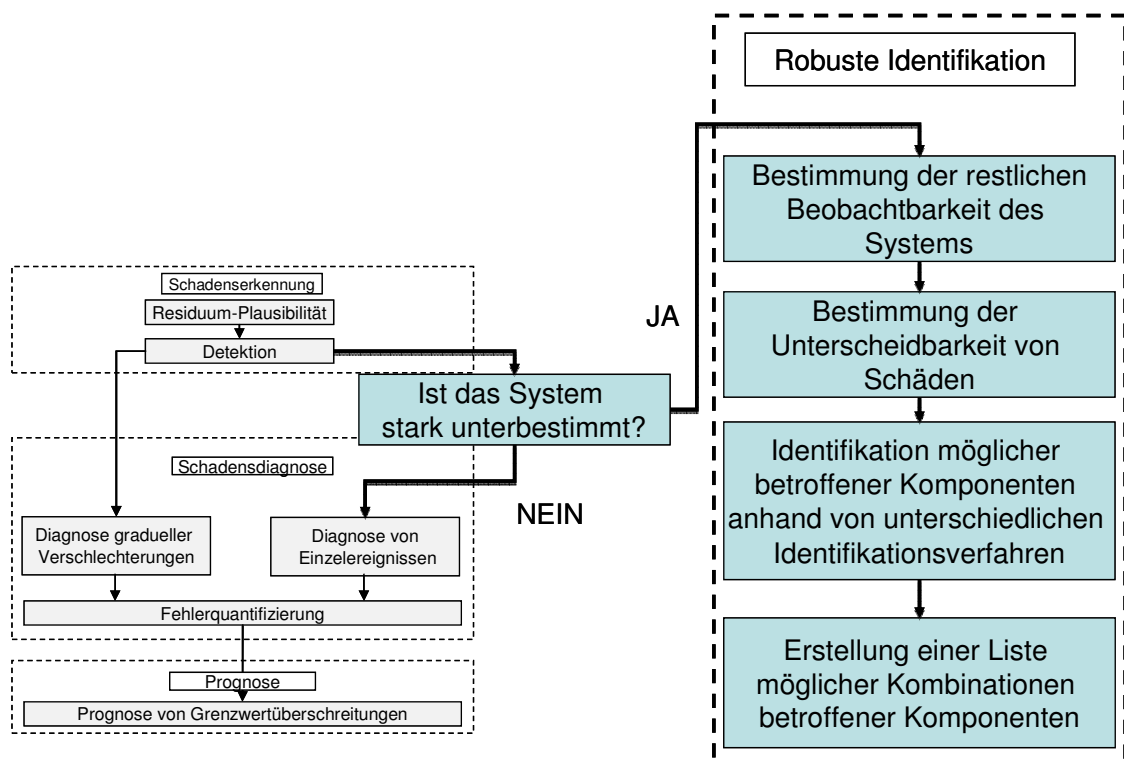 Robuste Identifikation
Bestimmung der restlichen
Beobachtbarkeit des
Systems
Schadenserkennung
Residuum-Plausibilität
Detektion
JA
Bestimmung der
Unterscheidbarkeit von
Schäden
Ist das System
stark unterbestimmt?
Schadensdiagnose
NEIN
Identifikation möglicher
betroffener Komponenten
anhand von unterschiedlichen
Identifikationsverfahren
Diagnose gradueller
Verschlechterungen
Diagnose von
Einzelereignissen
Fehlerquantifizierung
Erstellung einer Liste
möglicher Kombinationen
betroffener Komponenten
Prognose
Prognose von Grenzwertüberschreitungen